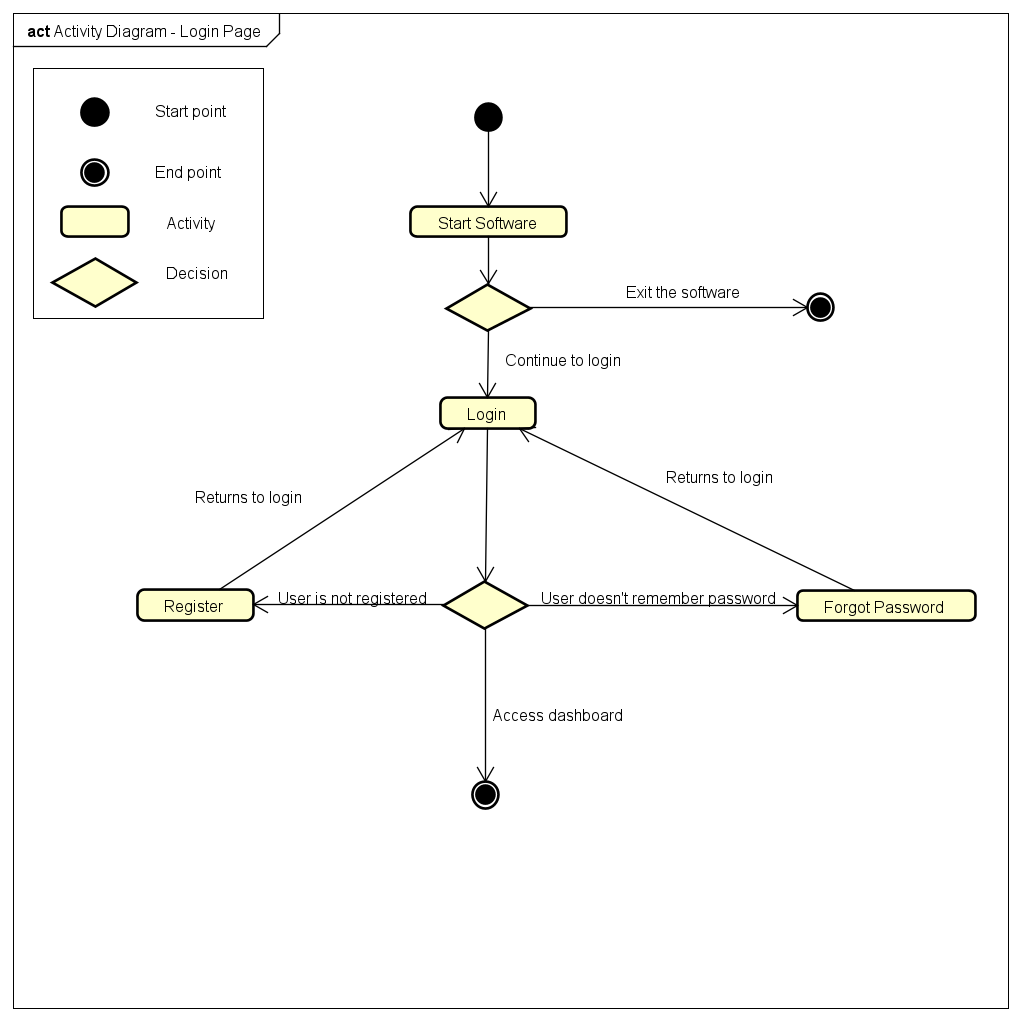 act Activity Diagram - Login Page
Start point
End point
Activity
Decision
Start Software
Exit the software
Continue to login
Login
Returns to login
Returns to login
Register
User is not registered
User doesn't remember password
Forgot Password
Access dashboard